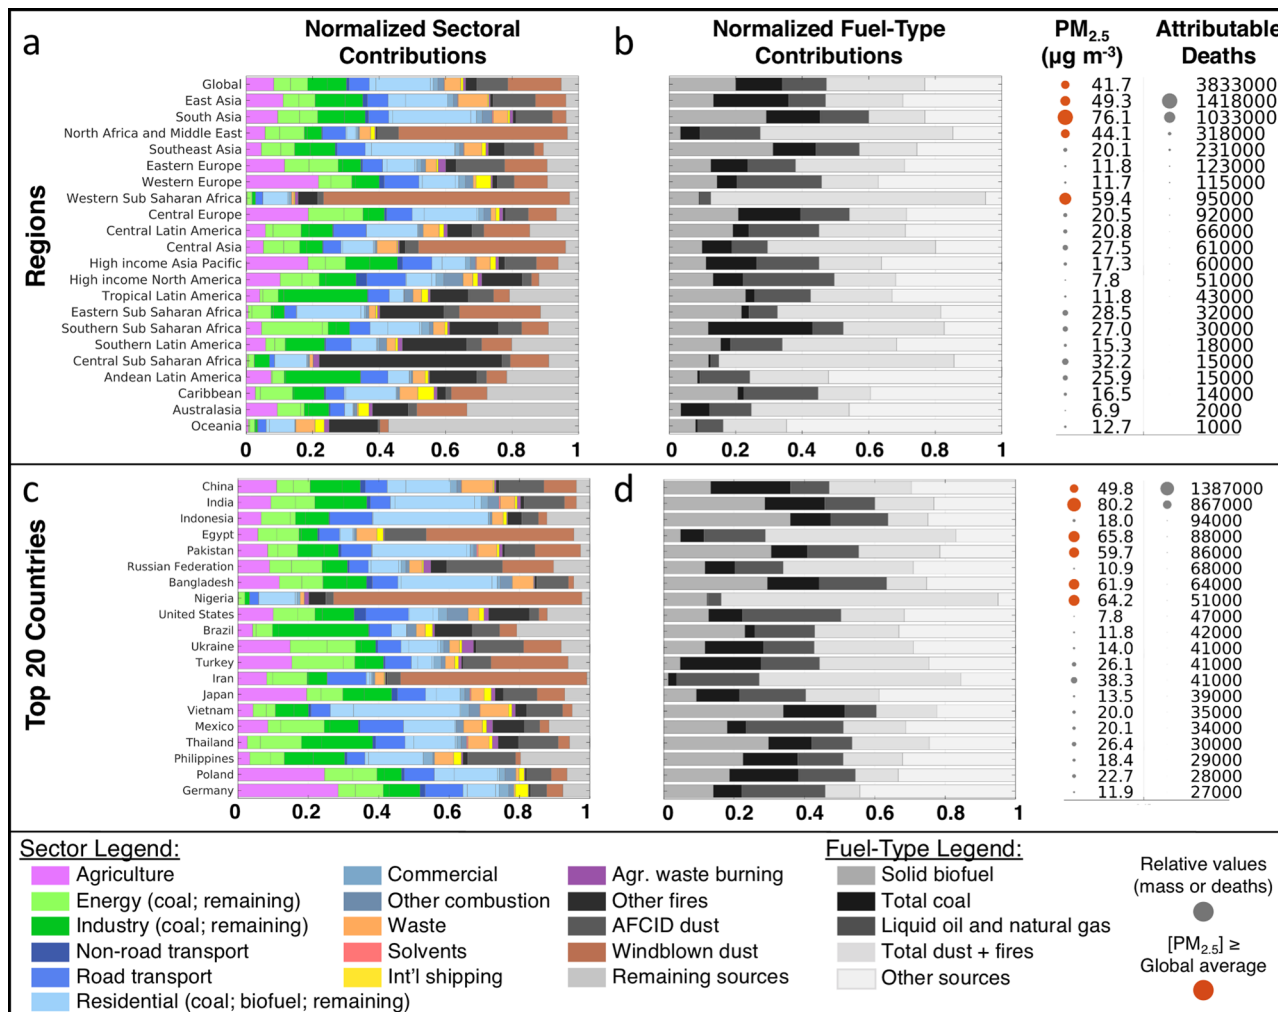 a
Normalized Sectoral
Contributions
b
Normalized Fuel-Type
Contributions
PM2.5
(µg m-3)
Attributable
Deaths
Regions
Global 41.7 3833000
East Asia 49.3 1418000
South Asia 76.1 1033000
North Africa and Middle East 44.1 318000
Southeast Asia 20.1 231000
Eastern Europe 11.8 123000
Western Europe 11.7 115000
Western Sub Saharan Africa 59.4 95000
Central Europe 20.5 92000
Central Latin America 20.8 66000
Central Asia 27.5 61000
High income Asia Pacific 17.3 60000
High income North America 7.8 51000
Tropical Latin America 11.8 43000
Eastern Sub Saharan Africa 28.5 32000
Southern Sub Saharan Africa 27.0 30000
Southern Latin America 15.3 18000
Central Sub Saharan Africa 32.2 15000
Andean Latin America 25.9 15000
Caribbean 16.5 14000
Australasia 6.9 2000
Oceania 12.7 1000
0 0.2 0.4 0.6 0.8 1
0 0.2 0.4 0.6 0.8 1
c
d
Top 20 Countries
China 49.8 1387000
India 80.2 867000
Indonesia 18.0 94000
Egypt 65.8 88000
Pakistan 59.7 86000
Russian Federation 10.9 68000
Bangladesh 61.9 64000
Nigeria 64.2 51000
United States 7.8 47000
Brazil 11.8 42000
Ukraine 14.0 41000
Turkey 26.1 41000
Iran 38.3 41000
Japan 13.5 39000
Vietnam 20.0 35000
Mexico 20.1 34000
Thailand 26.4 30000
Philippines 18.4 29000
Poland 22.7 28000
Germany 11.9 27000
0 0.2 0.4 0.6 0.8 1
0 0.2 0.4 0.6 0.8 1
Sector Legend:
Agriculture
Energy (coal; remaining)
Industry (coal; remaining)
Non-road transport
Road transport
Residential (coal; biofuel; remaining)
Commercial
Other combustion
Waste
Solvents
Int'l shipping
Agr. waste burning
Other fires
AFCID dust
Windblown dust
Remaining sources
Fuel-Type Legend:
Solid biofuel
Total coal
Liquid oil and natural gas
Total dust + fires
Other sources
Relative values
(mass or deaths)
[PM2.5] ≥
Global average